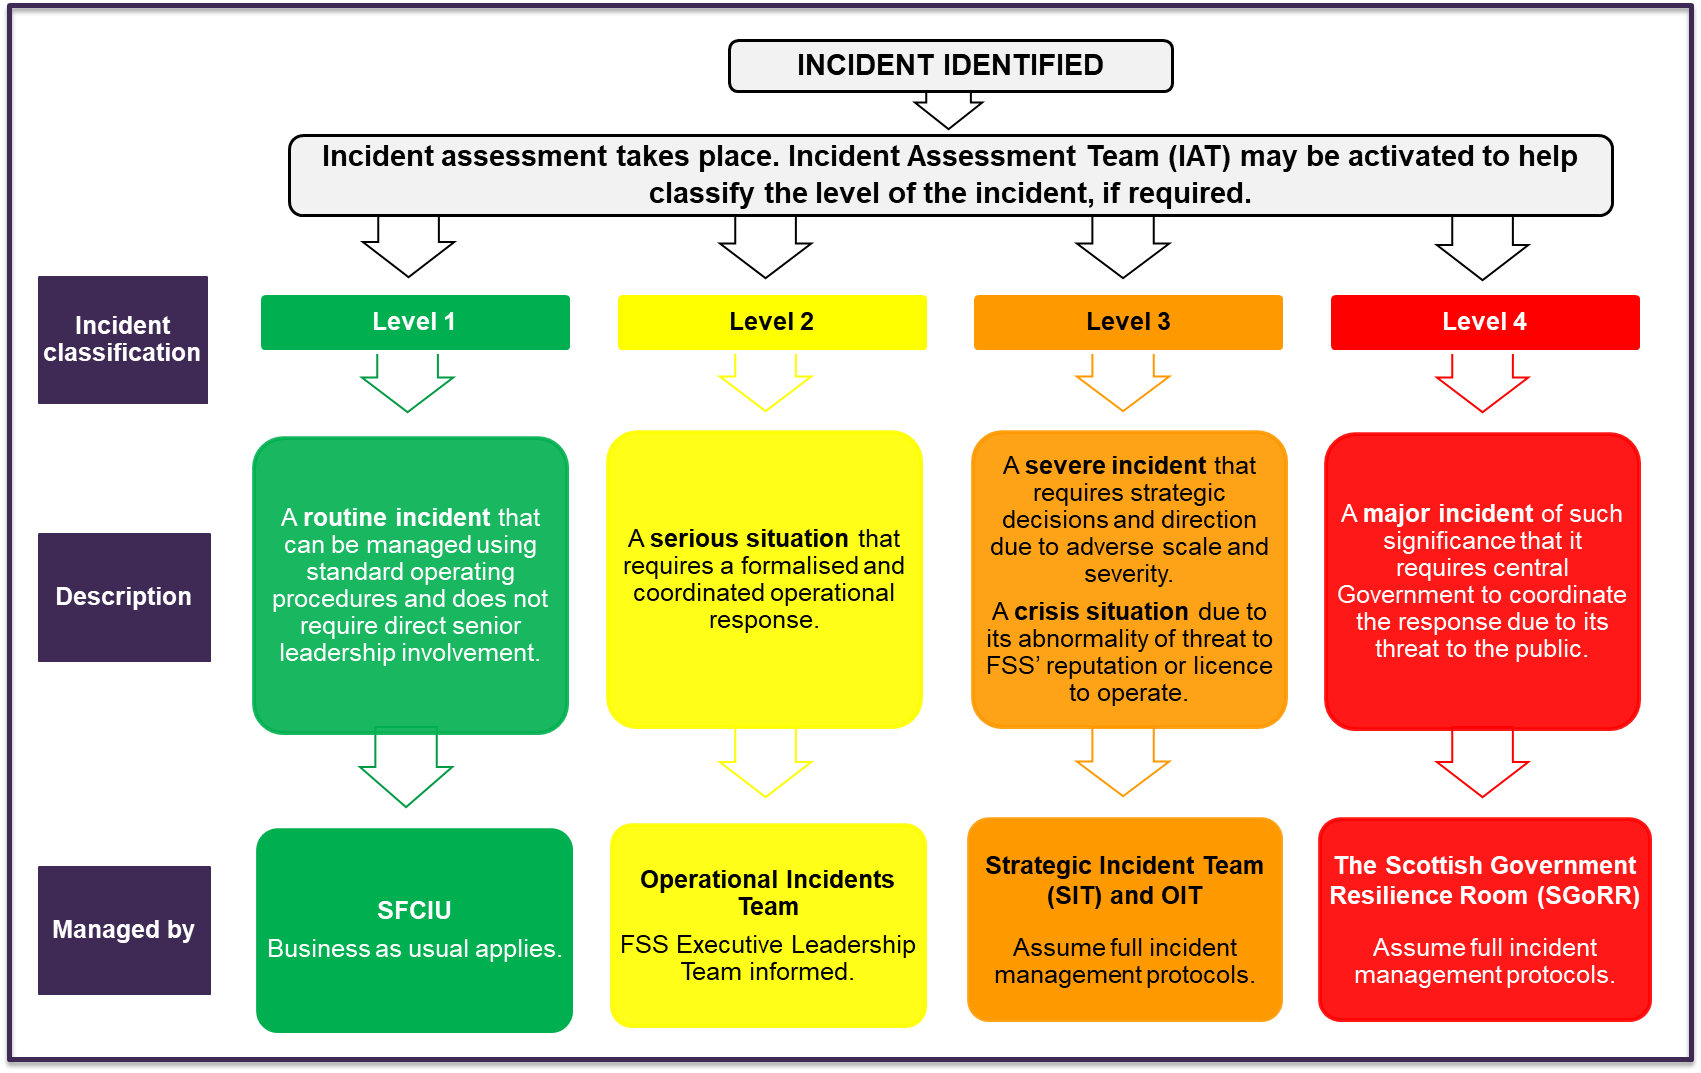 INCIDENT IDENTIFIED
Incident assessment takes place. Incident Assessment Team (IAT) may be activated to help
classify the level of the incident, if required.
Incident
classification
Level 1
Level 2
Level 3
Level 4
Description
A routine incident that
can be managed using
standard operating
procedures and does not
require direct senior
leadership involvement.
A serious situation that
requires a formalised and
coordinated operational
response.
A severe incident that
requires strategic
decisions and direction
due to adverse scale and
severity.
A crisis situation due to
its abnormality of threat to
FSS’ reputation or licence
to operate.
A major incident of such
significance that it
requires central
Government to coordinate
the response due to its
threat to the public.
Managed by
SFCIU
Business as usual applies.
Operational Incidents
Team
FSS Executive Leadership
Team informed.
Strategic Incident Team
(SIT) and OIT
Assume full incident
management protocols.
The Scottish Government
Resilience Room (SGoRR)
Assume full incident
management protocols.